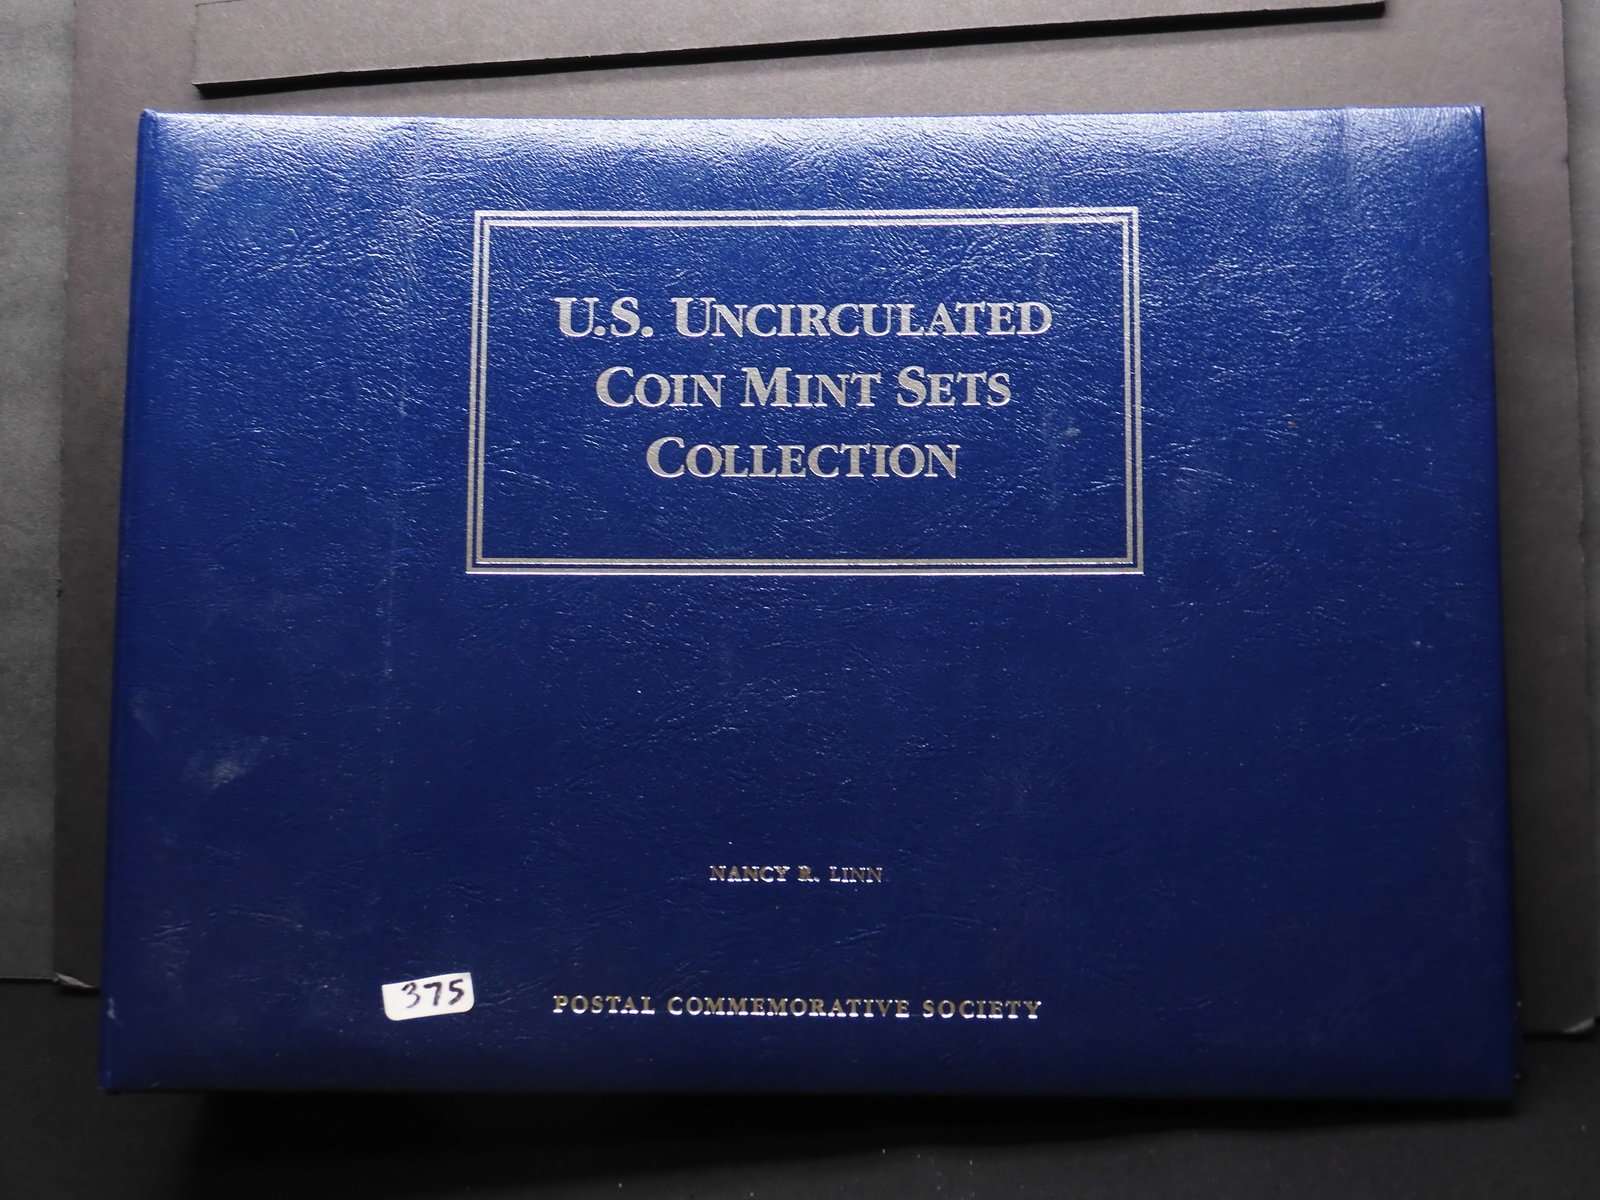 U.S. UNCIRCULATED
COIN MINT SETS
COLLECTION
NANCY R. LINN
375
POSTAL COMMEMORATIVE SOCIETY